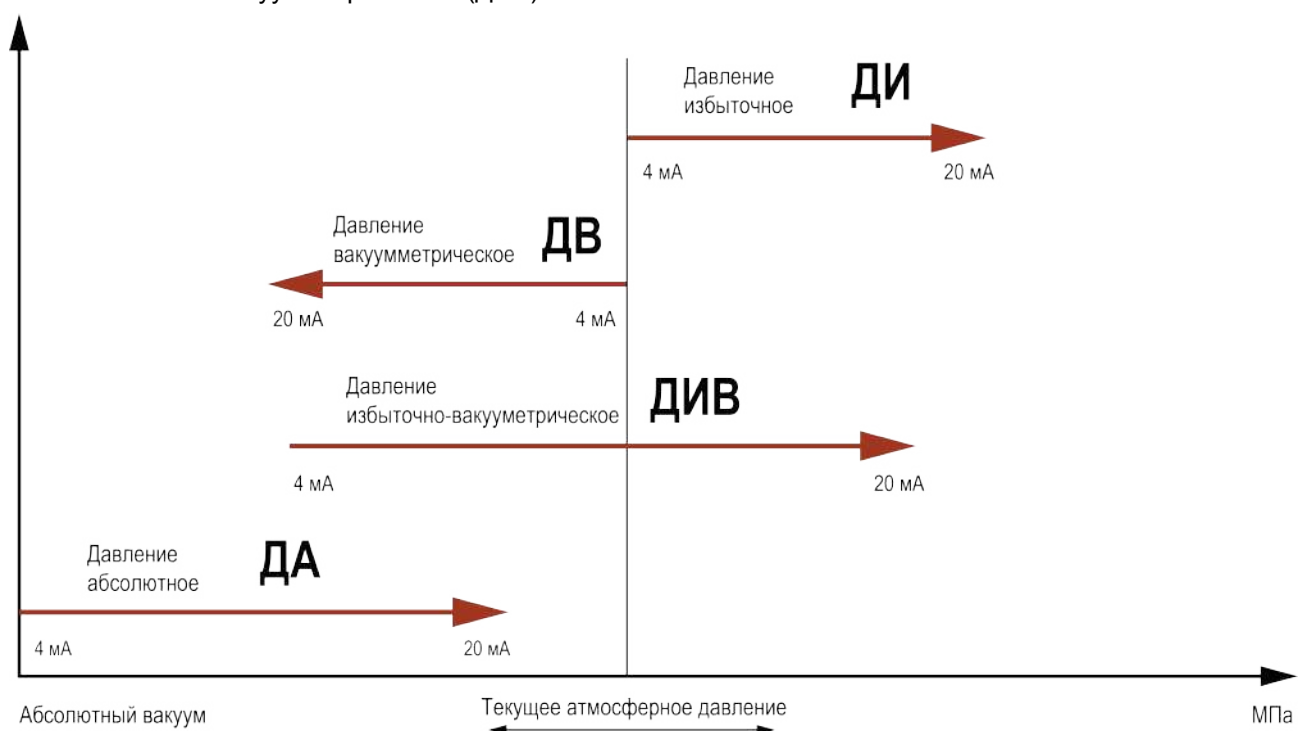 Давление
избыточное
ДИ
4 мА
20 мА
Давление
вакуумметрическое
ДВ
20 мА
4 мА
Давление
избыточно-вакууметрическое
ДИВ
4 мА
20 мА
Давление
абсолютное
ДА
4 мА
20 мА
Абсолютный вакуум
Текущее атмосферное давление
МПа